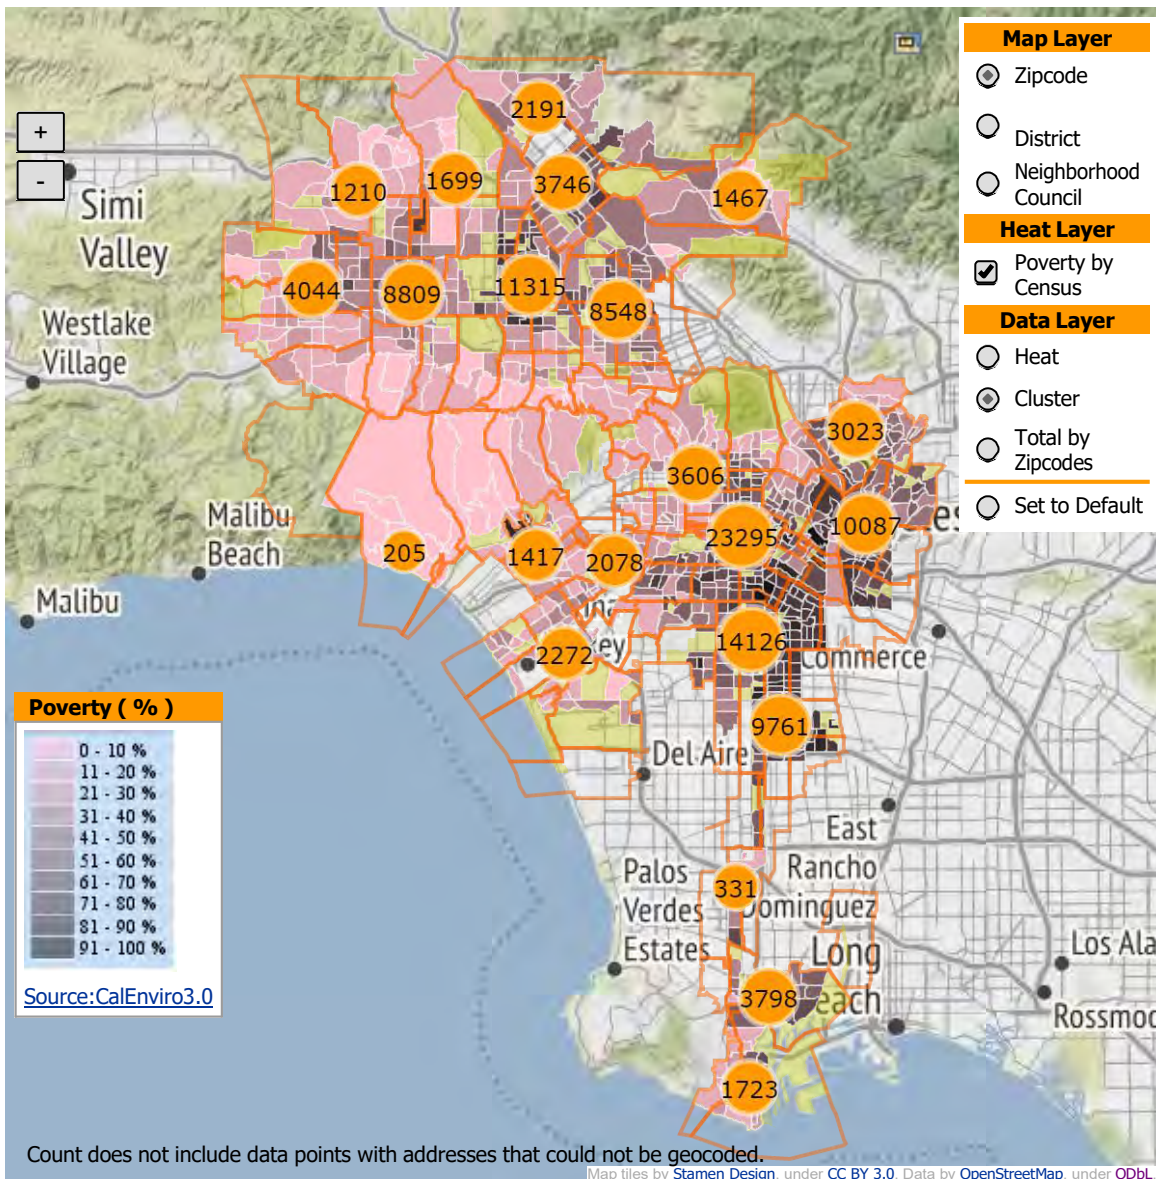 Map Layer
Zipcode
District
Neighborhood
Council
Heat Layer
Poverty by
Census
Data Layer
Heat
Cluster
Total by
Zipcodes
Set to Default
+
-
2191
1210
1699
3746
1467
Simi
Valley
4044
8809
11315
8548
Westlake
Village
3023
3606
Malibu
Beach
205
1417
2078
23295
10087
es
Malibu
ina
2272
ey
14126
Commerce
9761
Del Aire
East
Rancho
Dominguez
Palos
Verdes
Estates
331
Long
Beach
3798
Los Ala
Rossmoo
1723
Poverty ( % )
0 - 10 %
11 - 20 %
21 - 30 %
31 - 40 %
41 - 50 %
51 - 60 %
61 - 70 %
71 - 80 %
81 - 90 %
91 - 100 %
Source:CalEnviro3.0
Count does not include data points with addresses that could not be geocoded.
Map tiles by Stamen Design, under CC BY 3.0. Data by OpenStreetMap, under ODbL.